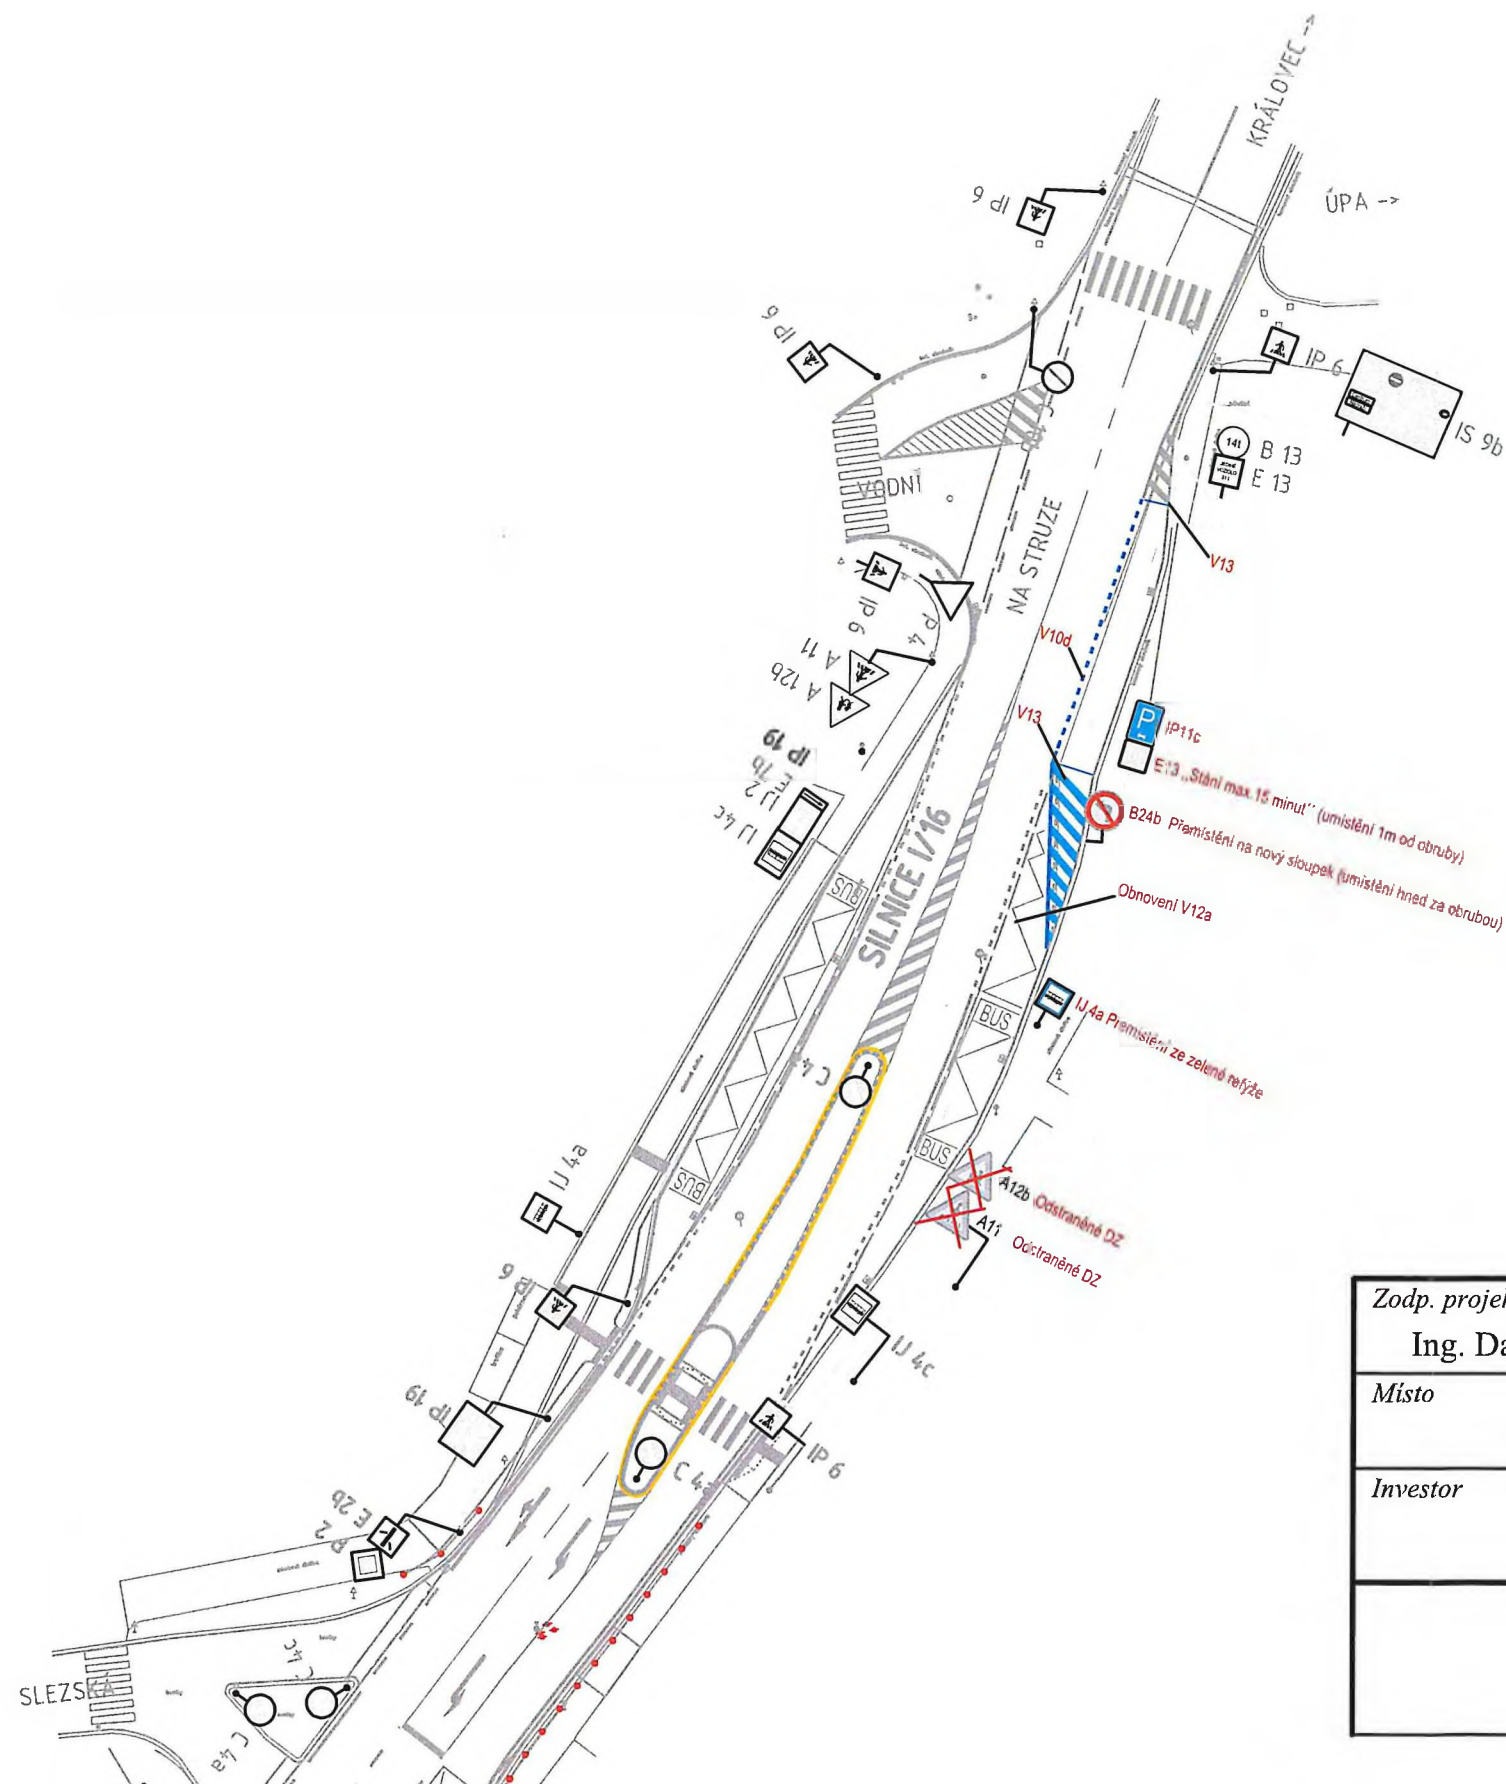 KRÁLOVEC -->
ÚPA -->
IP 6
IP 6
IP 6
IS 9b
14t
B 13
E 13
VODNÍ
NA STRUZE
V13
IP 6
P 4
A 11
A 12b
V10d
V13
IP11c
E13 „Stání max. 15 minut'' (umístění 1m od obruby)
B24b Přemístění na nový sloupek (umístění hned za obrubou)
IP 19
E 7b
IJ 2
IJ 4c
SILNICE I/16
BUS
Obnovení V12a
BUS
IJ 4a Přemístění ze zelené refýže
C 4
BUS
A12b Odstraněné DZ
A11
Odstraněné DZ
IJ 4a
BUS
IP 6
IJ 4c
IP 19
IP 6
C 4
E 2b
P 2
C 4c
SLEZSKÁ
C 4a
Zodp. projek
Ing. Da
Místo
Investor